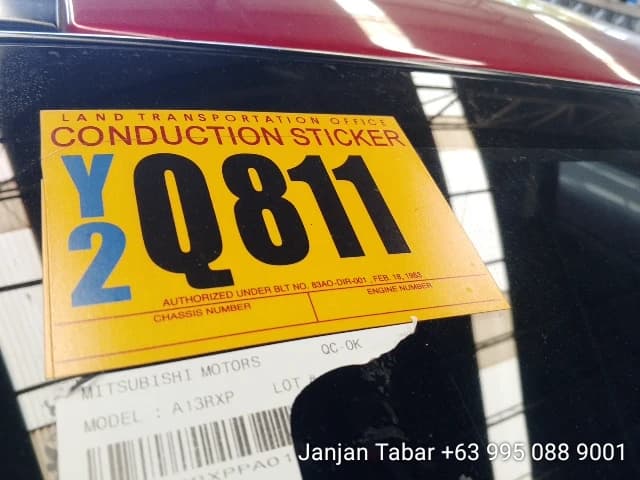 LAND TRANSPORTATION OFFICE
CONDUCTION STICKER
Y2 Q811
AUTHORIZED UNDER BLT NO. 83AO-DIR-001 , FEB. 18, 1983
CHASSIS NUMBER ENGINE NUMBER
MITSUBISHI MOTORS QC-OK
MODEL : A13RXP LOT
Janjan Tabar +63 995 088 9001